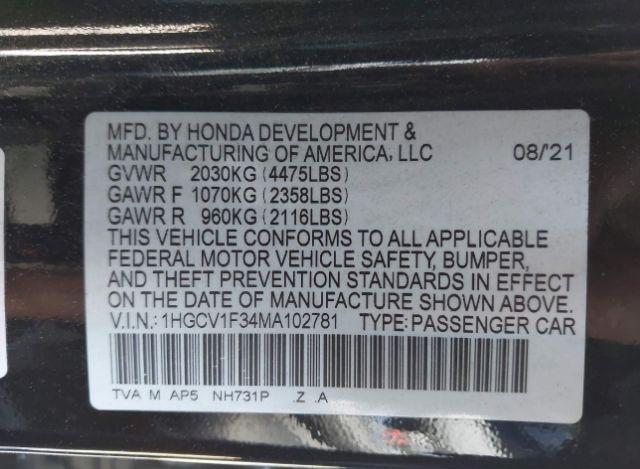 MFD. BY HONDA DEVELOPMENT &
MANUFACTURING OF AMERICA, LLC 08/21
GVWR 2030KG (4475LBS)
GAWR F 1070KG (2358LBS)
GAWR R 960KG (2116LBS)
THIS VEHICLE CONFORMS TO ALL APPLICABLE
FEDERAL MOTOR VEHICLE SAFETY, BUMPER,
AND THEFT PREVENTION STANDARDS IN EFFECT
ON THE DATE OF MANUFACTURE SHOWN ABOVE.
V.I.N.: 1HGCV1F34MA102781 TYPE: PASSENGER CAR
TVA M AP5 NH731P .Z .A